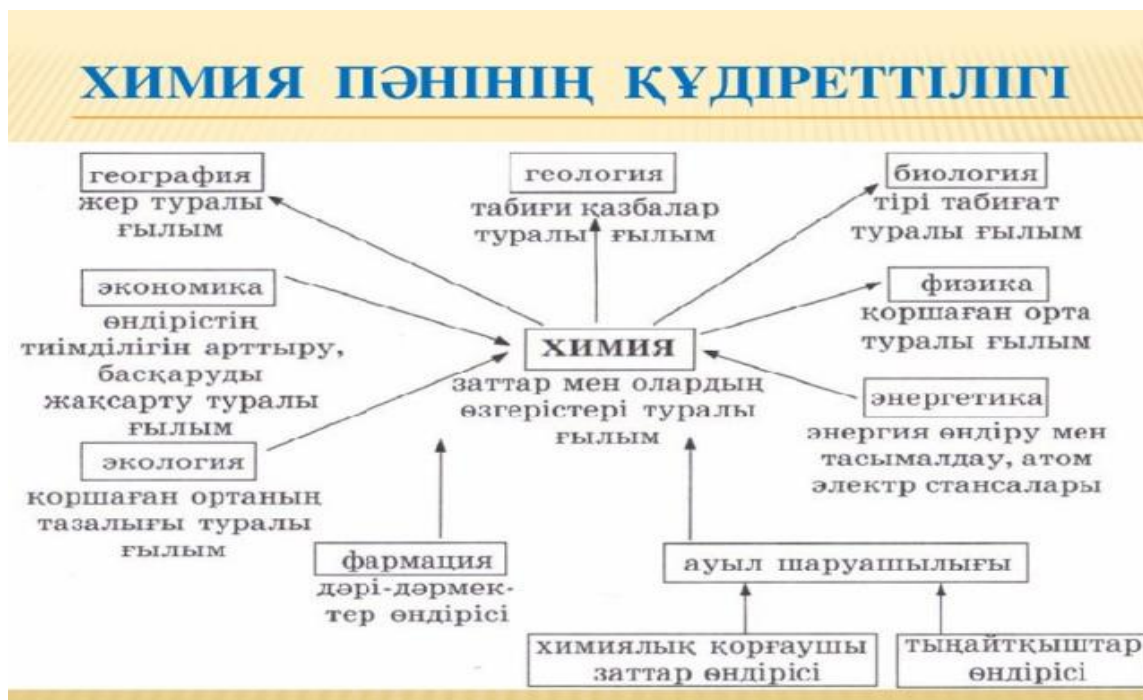 ХИМИЯ ПӘНІНІҢ ҚҰДІРЕТТІЛІГІ
география
жер туралы
ғылым
геология
табиғи қазбалар
туралы ғылым
биология
тірі табиғат
туралы ғылым
экономика
өндірістің
тиімділігін арттыру,
басқаруды
жақсарту туралы
ғылым
ХИМИЯ
заттар мен олардың
өзгерістері туралы
ғылым
физика
қоршаған орта
туралы ғылым
энергетика
энергия өндіру мен
тасымалдау, атом
электр стансалары
экология
қоршаған ортаның
тазалығы туралы
ғылым
фармация
дәрі-дәрмек-
тер өндірісі
ауыл шаруашылығы
химиялық қорғаушы
заттар өндірісі
тыңайтқыштар
өндірісі